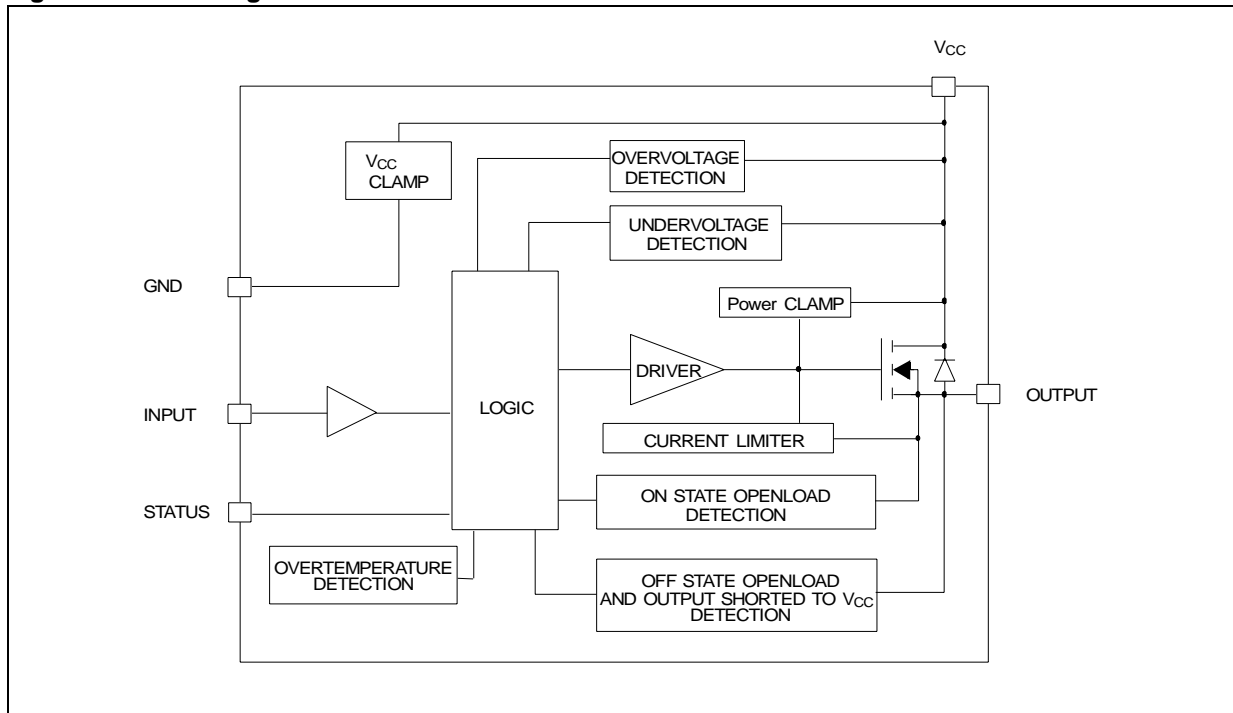 VCC
VCC
CLAMP
OVERVOLTAGE
DETECTION
UNDERVOLTAGE
DETECTION
GND
Power CLAMP
DRIVER
INPUT
LOGIC
OUTPUT
CURRENT LIMITER
STATUS
ON STATE OPENLOAD
DETECTION
OVERTEMPERATURE
DETECTION
OFF STATE OPENLOAD
AND OUTPUT SHORTED TO VCC
DETECTION